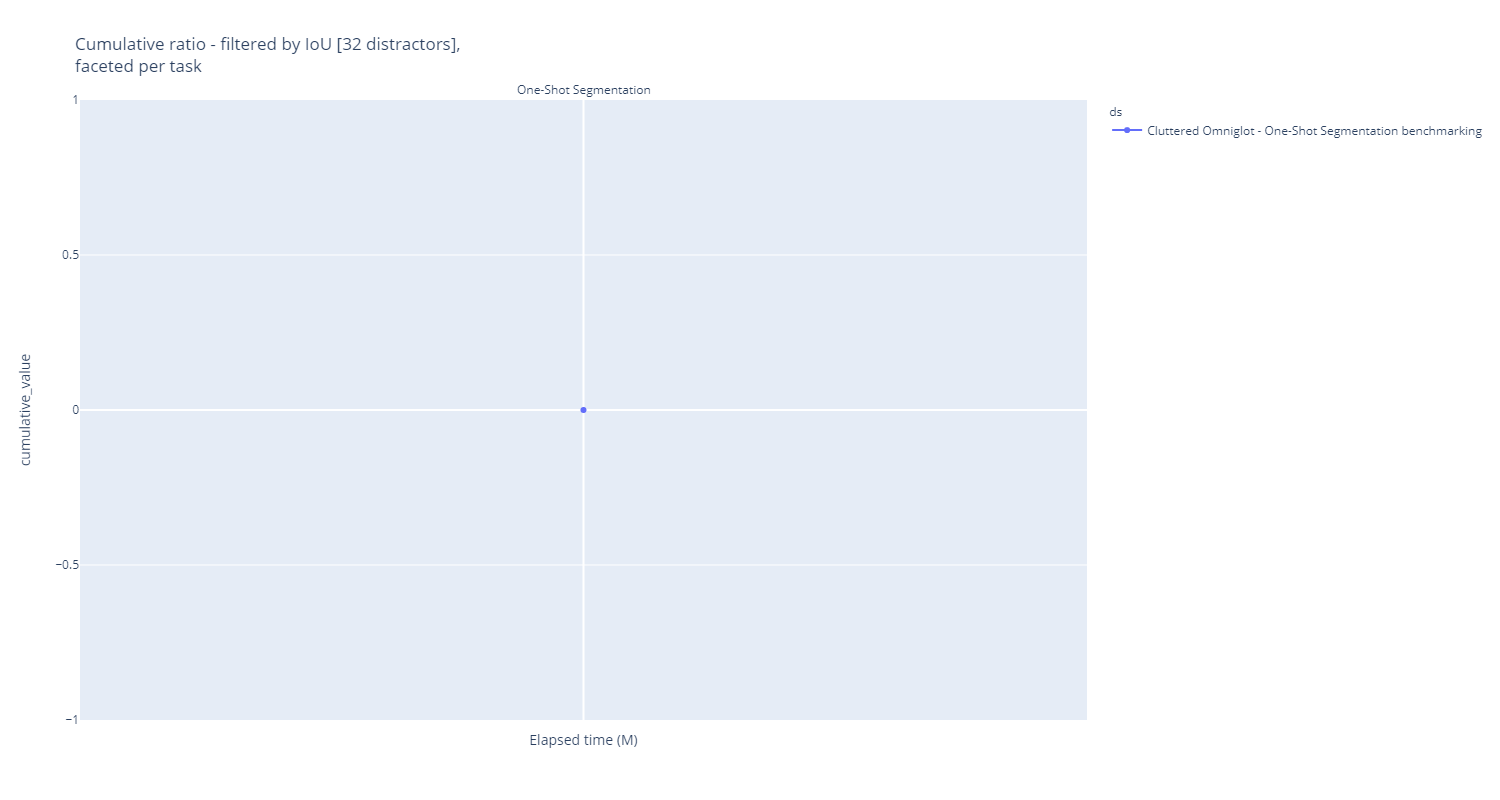 Cumulative ratio - filtered by IoU [32 distractors],
faceted per task
One-Shot Segmentation
1
0.5
0
−0.5
−1
cumulative_value
Elapsed time (M)
ds
Cluttered Omniglot - One-Shot Segmentation benchmarking